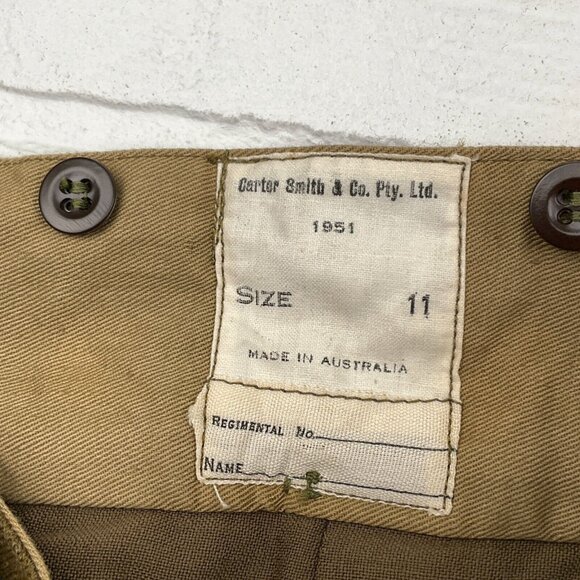 Carter Smith & Co. Pty. Ltd.
1951
SIZE 11
MADE IN AUSTRALIA
REGIMENTAL No.
NAME